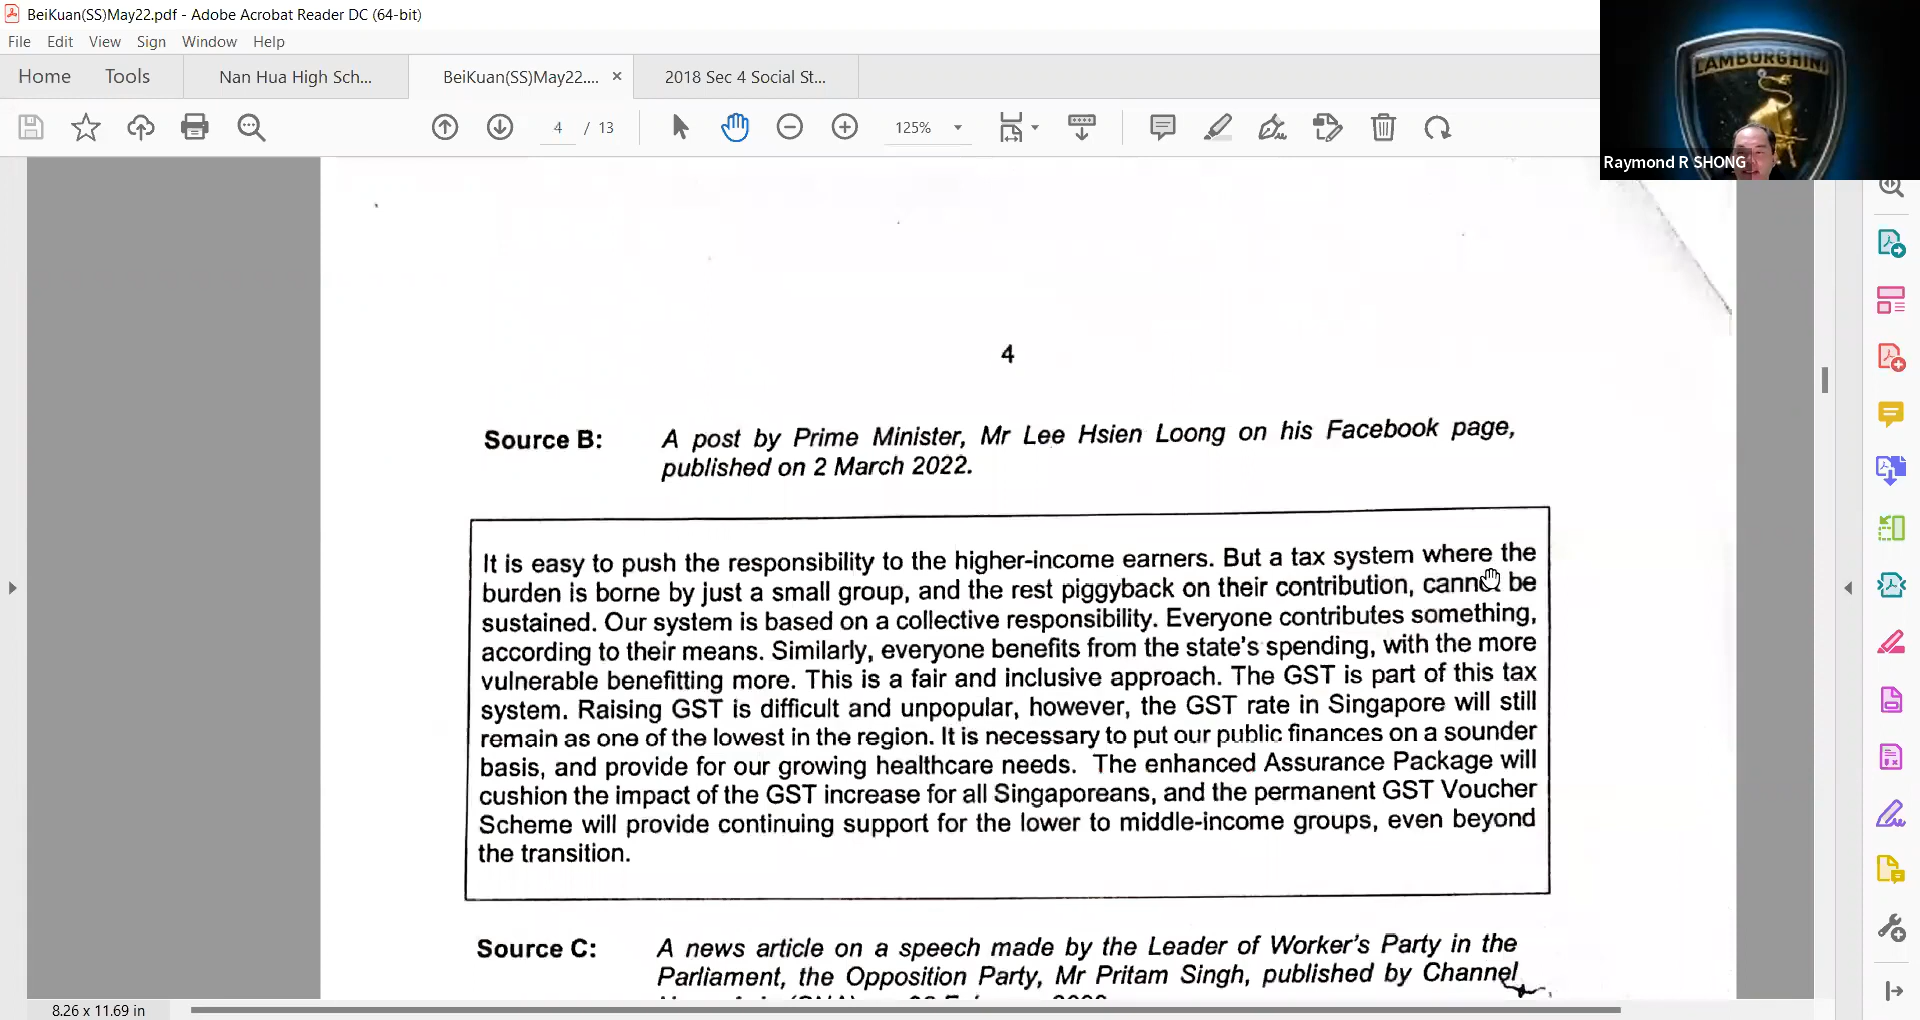 BeiKuan(SS)May22.pdf - Adobe Acrobat Reader DC (64-bit)
File Edit View Sign Window Help
Home Tools Nan Hua High Sch... BeiKuan(SS)May22.... × 2018 Sec 4 Social St...
4 / 13 125%
LAMBORGHINI
Raymond R SHONG
4
Source B: A post by Prime Minister, Mr Lee Hsien Loong on his Facebook page,
published on 2 March 2022.
It is easy to push the responsibility to the higher-income earners. But a tax system where the
burden is borne by just a small group, and the rest piggyback on their contribution, cannot be
sustained. Our system is based on a collective responsibility. Everyone contributes something,
according to their means. Similarly, everyone benefits from the state's spending, with the more
vulnerable benefitting more. This is a fair and inclusive approach. The GST is part of this tax
system. Raising GST is difficult and unpopular, however, the GST rate in Singapore will still
remain as one of the lowest in the region. It is necessary to put our public finances on a sounder
basis, and provide for our growing healthcare needs. The enhanced Assurance Package will
cushion the impact of the GST increase for all Singaporeans, and the permanent GST Voucher
Scheme will provide continuing support for the lower to middle-income groups, even beyond
the transition.
Source C: A news article on a speech made by the Leader of Worker's Party in the
Parliament, the Opposition Party, Mr Pritam Singh, published by Channel
8.26 x 11.69 in